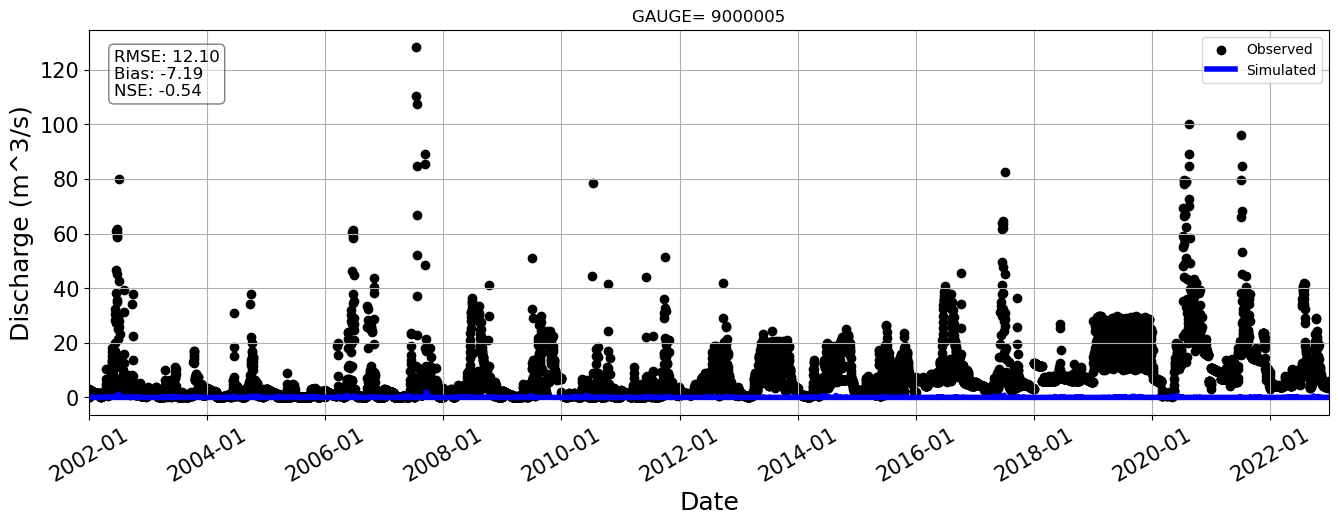 GAUGE= 9000005
RMSE: 12.10
Bias: -7.19
NSE: -0.54
Observed
Simulated
Discharge (m^3/s)
120
100
80
60
40
20
0
2002-01
2004-01
2006-01
2008-01
2010-01
2012-01
2014-01
2016-01
2018-01
2020-01
2022-01
Date